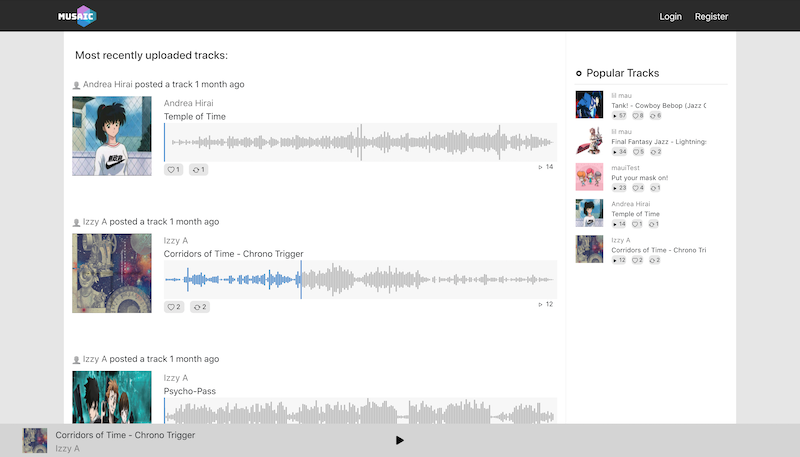 MUSAIC
Login
Register
Most recently uploaded tracks:
Andrea Hirai posted a track 1 month ago
Andrea Hirai
Temple of Time
1
1
14
Izzy A posted a track 1 month ago
Izzy A
Corridors of Time - Chrono Trigger
2
2
12
Izzy A posted a track 1 month ago
Izzy A
Psycho-Pass
Popular Tracks
lil mau
Tank! - Cowboy Bebop (Jazz C
57
8
6
lil mau
Final Fantasy Jazz - Lightning:
34
5
2
mauiTest
Put your mask on!
23
4
1
Andrea Hirai
Temple of Time
14
1
1
Izzy A
Corridors of Time - Chrono Tri
12
2
2
Corridors of Time - Chrono Trigger
Izzy A